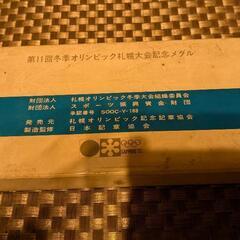 第11回冬季オリンピック札幌大会記念メダル
財団法人 札幌オリンピック冬季大会組織委員会
財団法人 スポーツ振興資金財団
承認番号 SOOC-Y-168
発売元 札幌オリンピック記念記章協会
製造監修 日本記章協会